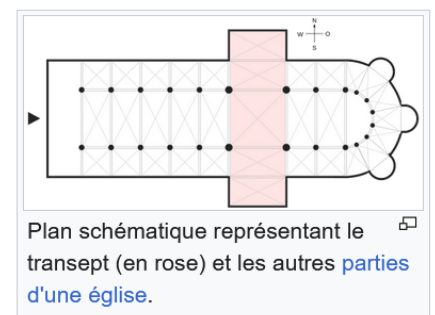 N
W O
S
Plan schématique représentant le
transept (en rose) et les autres parties
d'une église.